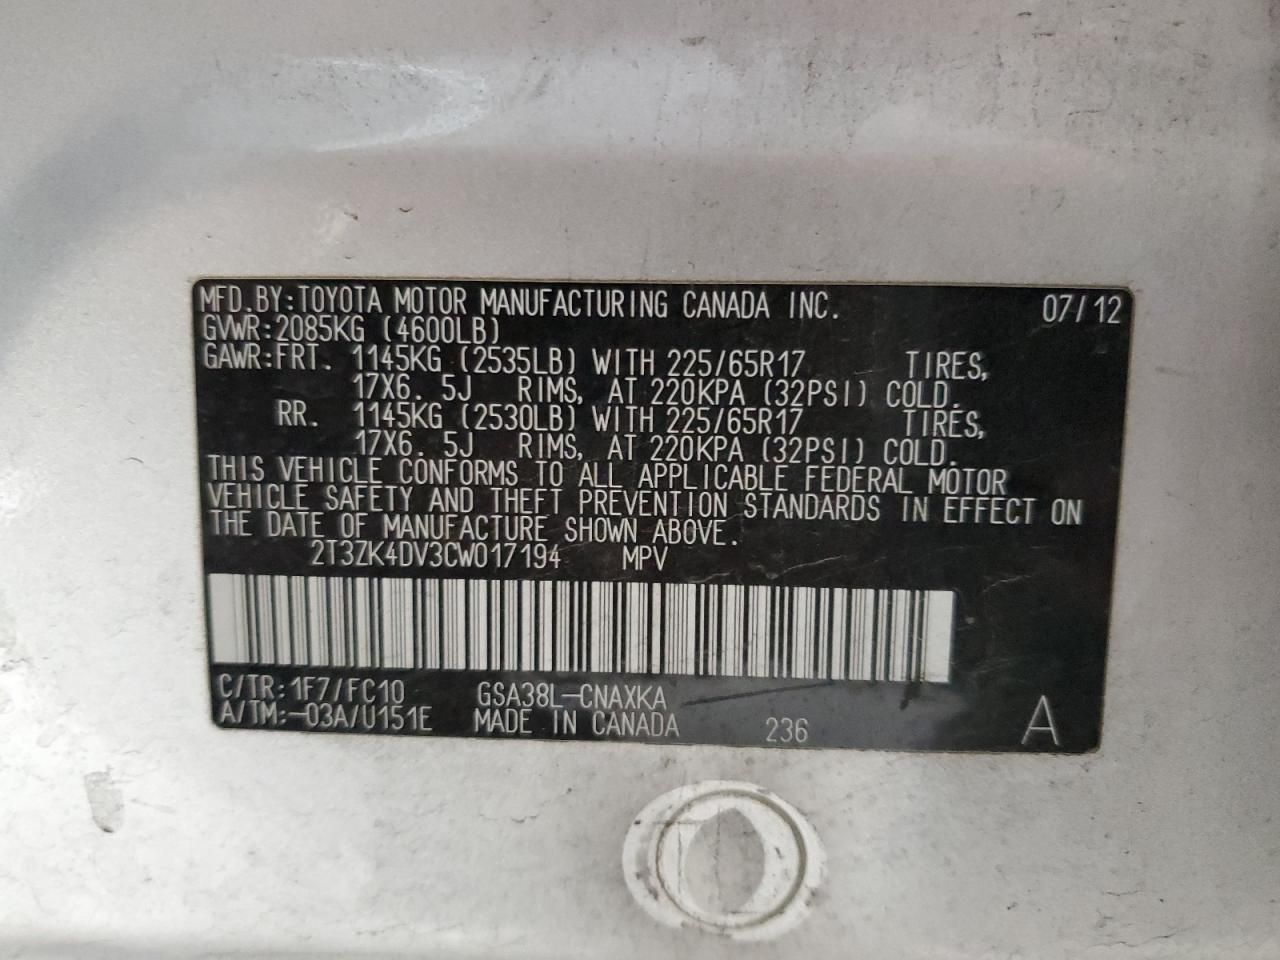 MFD.BY:TOYOTA MOTOR MANUFACTURING CANADA INC. 07/12
GVWR:2085KG (4600LB)
GAWR:FRT. 1145KG (2535LB) WITH 225/65R17 TIRES,
17X6.5J RIMS, AT 220KPA (32PSI) COLD.
RR. 1145KG (2530LB) WITH 225/65R17 TIRES,
17X6.5J RIMS, AT 220KPA (32PSI) COLD.
THIS VEHICLE CONFORMS TO ALL APPLICABLE FEDERAL MOTOR
VEHICLE SAFETY AND THEFT PREVENTION STANDARDS IN EFFECT ON
THE DATE OF MANUFACTURE SHOWN ABOVE.
2T3ZK4DV3CW017194 MPV
C/TR:1F7/FC10 GSA38L-CNAXKA
A/TM:-03A/U151E MADE IN CANADA 236 A